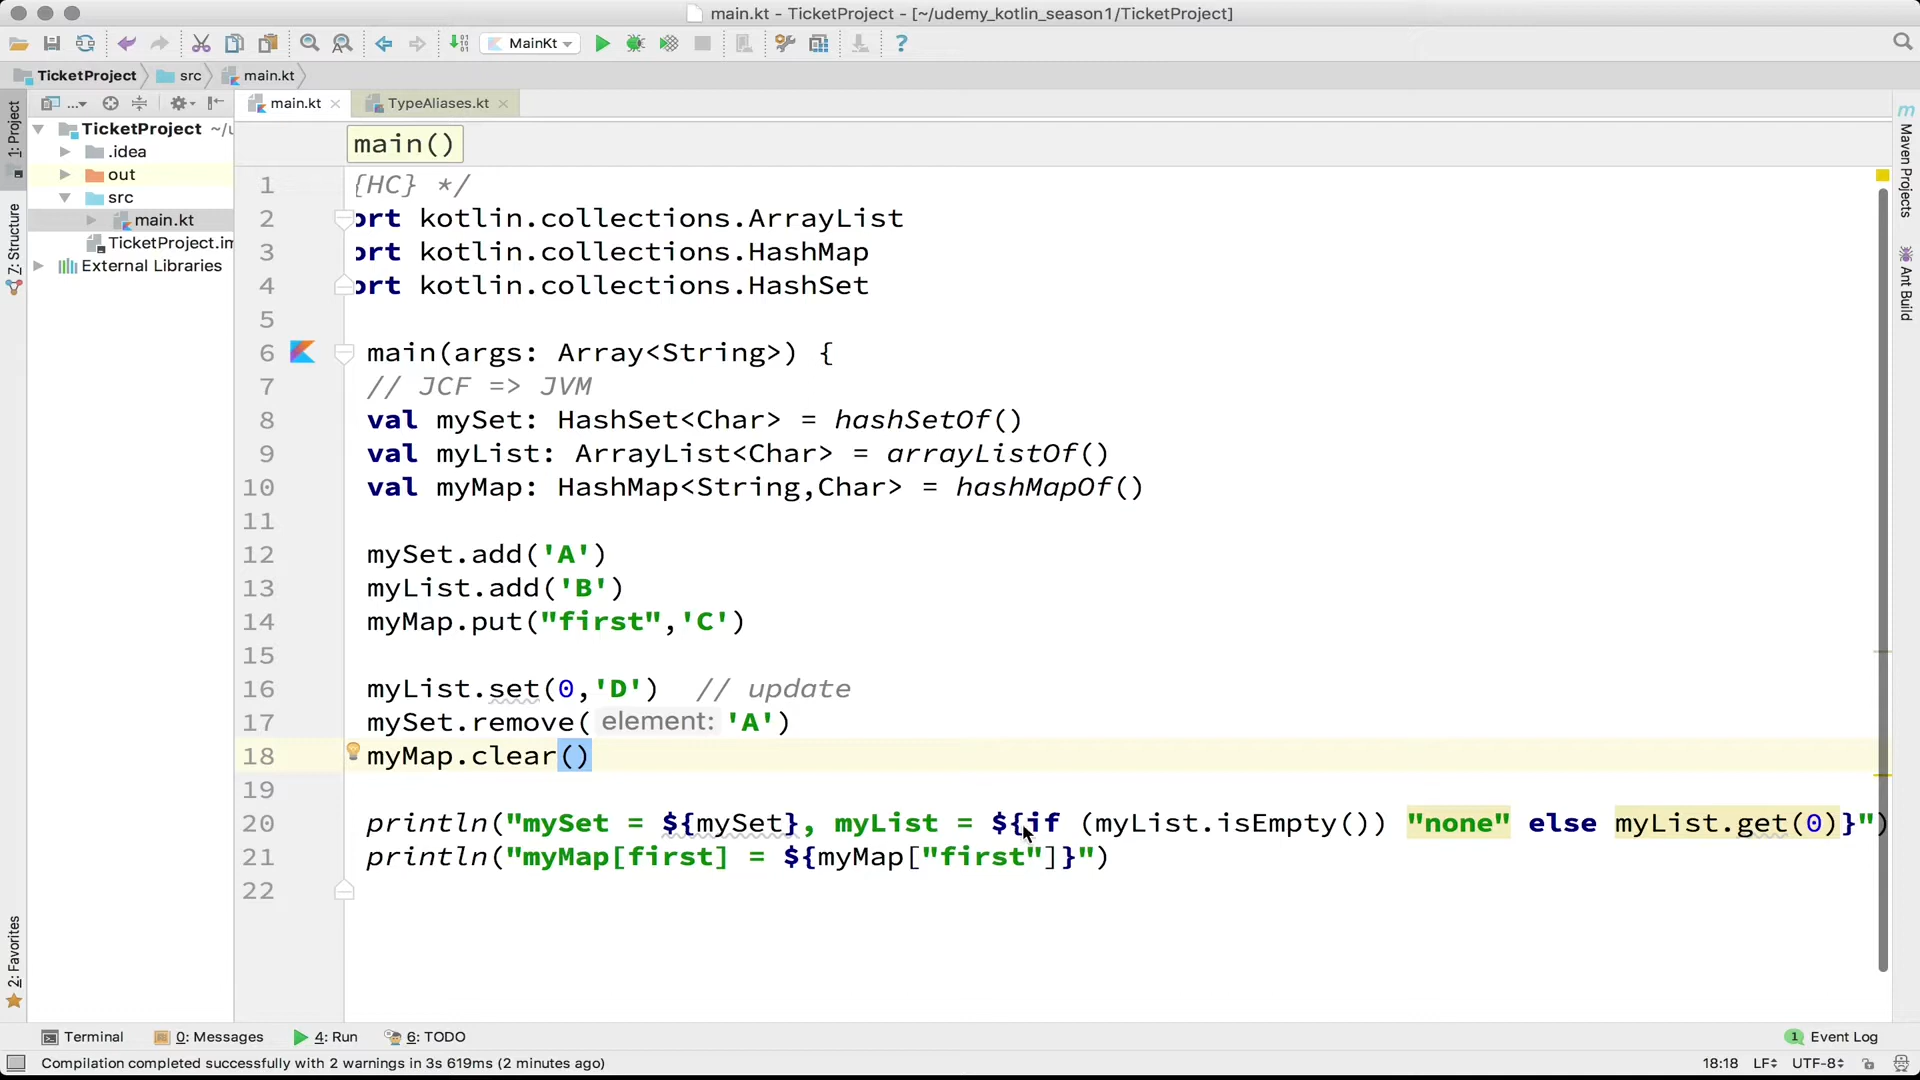 main.kt - TicketProject - [~/udemy_kotlin_season1/TicketProject]
MainKt
TicketProject src main.kt
... main.kt TypeAliases.kt
1: Project
Z: Structure
2: Favorites
TicketProject ~/u
.idea
out
src
main.kt
TicketProject.im
External Libraries
main()
1 {HC} */
2 ort kotlin.collections.ArrayList
3 ort kotlin.collections.HashMap
4 ort kotlin.collections.HashSet
5
6 main(args: Array<String>) {
7 // JCF => JVM
8 val mySet: HashSet<Char> = hashSetOf()
9 val myList: ArrayList<Char> = arrayListOf()
10 val myMap: HashMap<String,Char> = hashMapOf()
11
12 mySet.add('A')
13 myList.add('B')
14 myMap.put("first",'C')
15
16 myList.set(0,'D') // update
17 mySet.remove( element: 'A')
18 myMap.clear()
19
20 println("mySet = ${mySet}, myList = ${if (myList.isEmpty()) "none" else myList.get(0)}")
21 println("myMap[first] = ${myMap["first"]}")
22
Maven Projects
Ant Build
Terminal 0: Messages 4: Run 6: TODO 1 Event Log
Compilation completed successfully with 2 warnings in 3s 619ms (2 minutes ago) 18:18 LF UTF-8